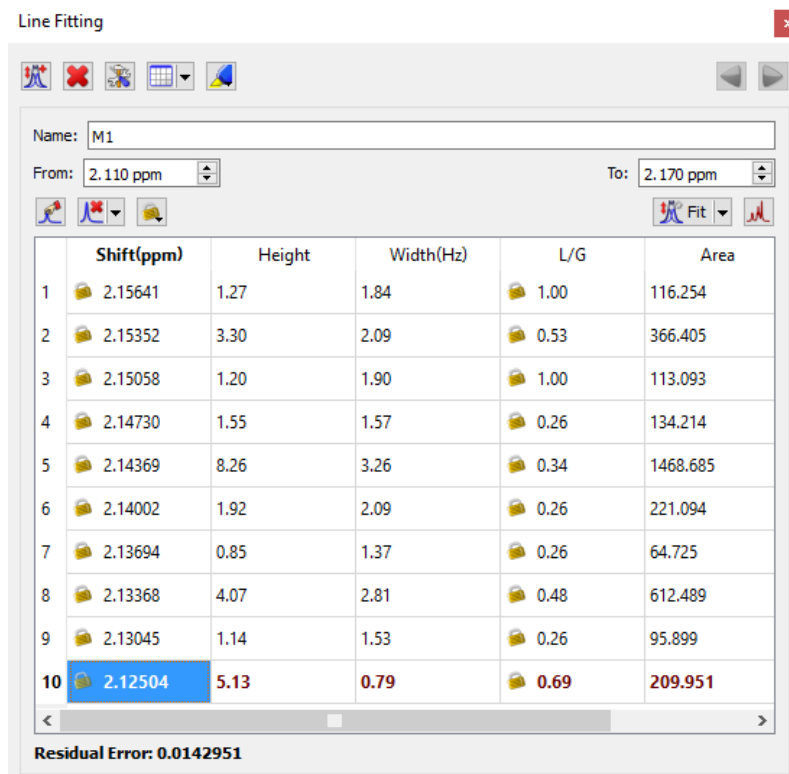 Line Fitting
Name: M1
From: 2.110 ppm To: 2.170 ppm
Fit
Shift(ppm) Height Width(Hz) L/G Area
1 2.15641 1.27 1.84 1.00 116.254
2 2.15352 3.30 2.09 0.53 366.405
3 2.15058 1.20 1.90 1.00 113.093
4 2.14730 1.55 1.57 0.26 134.214
5 2.14369 8.26 3.26 0.34 1468.685
6 2.14002 1.92 2.09 0.26 221.094
7 2.13694 0.85 1.37 0.26 64.725
8 2.13368 4.07 2.81 0.48 612.489
9 2.13045 1.14 1.53 0.26 95.899
10 2.12504 5.13 0.79 0.69 209.951
Residual Error: 0.0142951